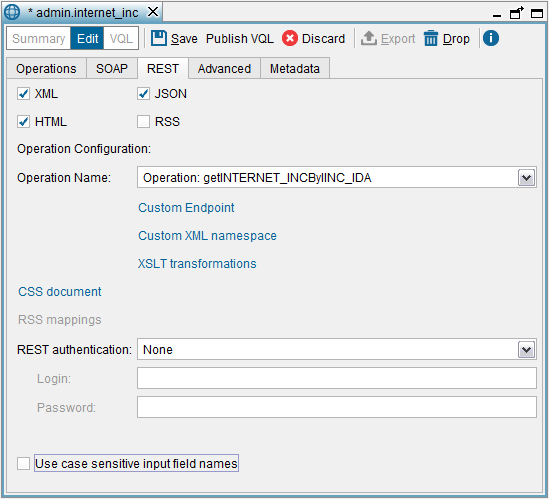 * admin.internet_inc
Summary Edit VQL Save Publish VQL Discard Export Drop
Operations SOAP REST Advanced Metadata
XML JSON
HTML RSS
Operation Configuration:
Operation Name: Operation: getINTERNET_INCByIINC_IDA
Custom Endpoint
Custom XML namespace
XSLT transformations
CSS document
RSS mappings
REST authentication: None
Login:
Password:
Use case sensitive input field names